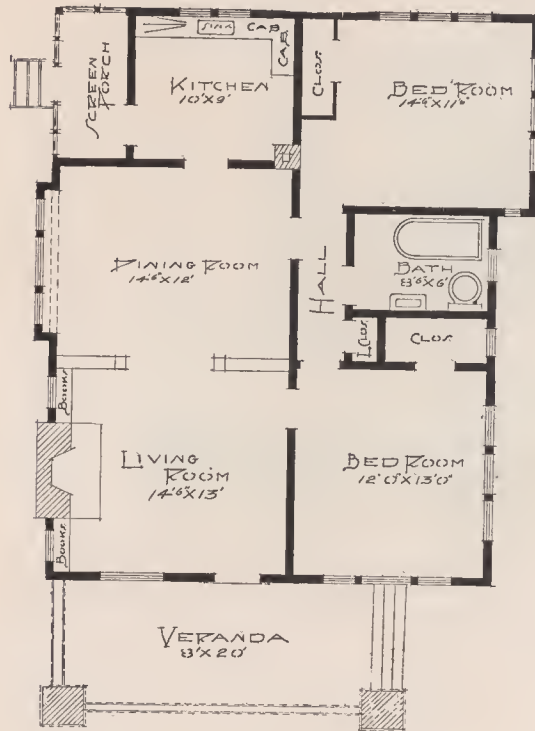 SINK
CAB
CAB
KITCHEN
10'X9'
SCREEN
PORCH
CLOS
BED ROOM
14'6"X11'6"
DINING ROOM
14'6"X12'
HALL
BATH
8'6"X6'
L. CLOS
CLOS.
BOOKS
LIVING
ROOM
14'6"X13'
BED ROOM
12'0"X13'0"
BOOKS
VERANDA
8'X20'